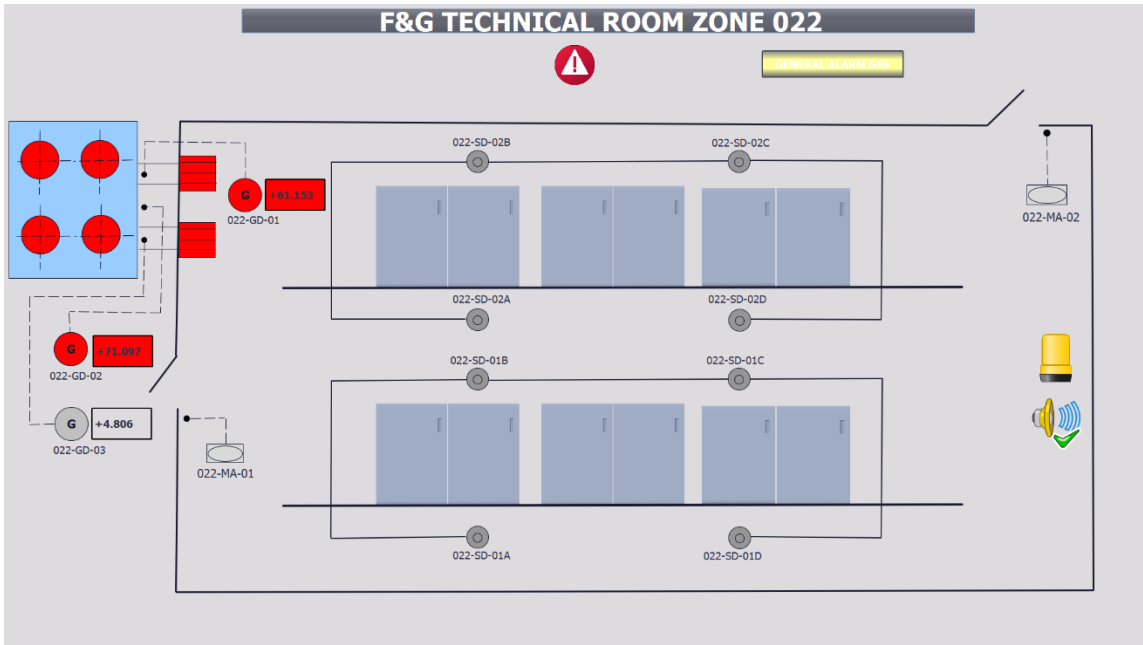 F&G TECHNICAL ROOM ZONE 022
GENERAL ALARM GAS
022-SD-02B
022-SD-02C
G
+61.153
022-GD-01
022-MA-02
022-SD-02A
022-SD-02D
G
+71.097
022-GD-02
022-SD-01B
022-SD-01C
G
+4.806
022-GD-03
022-MA-01
022-SD-01A
022-SD-01D